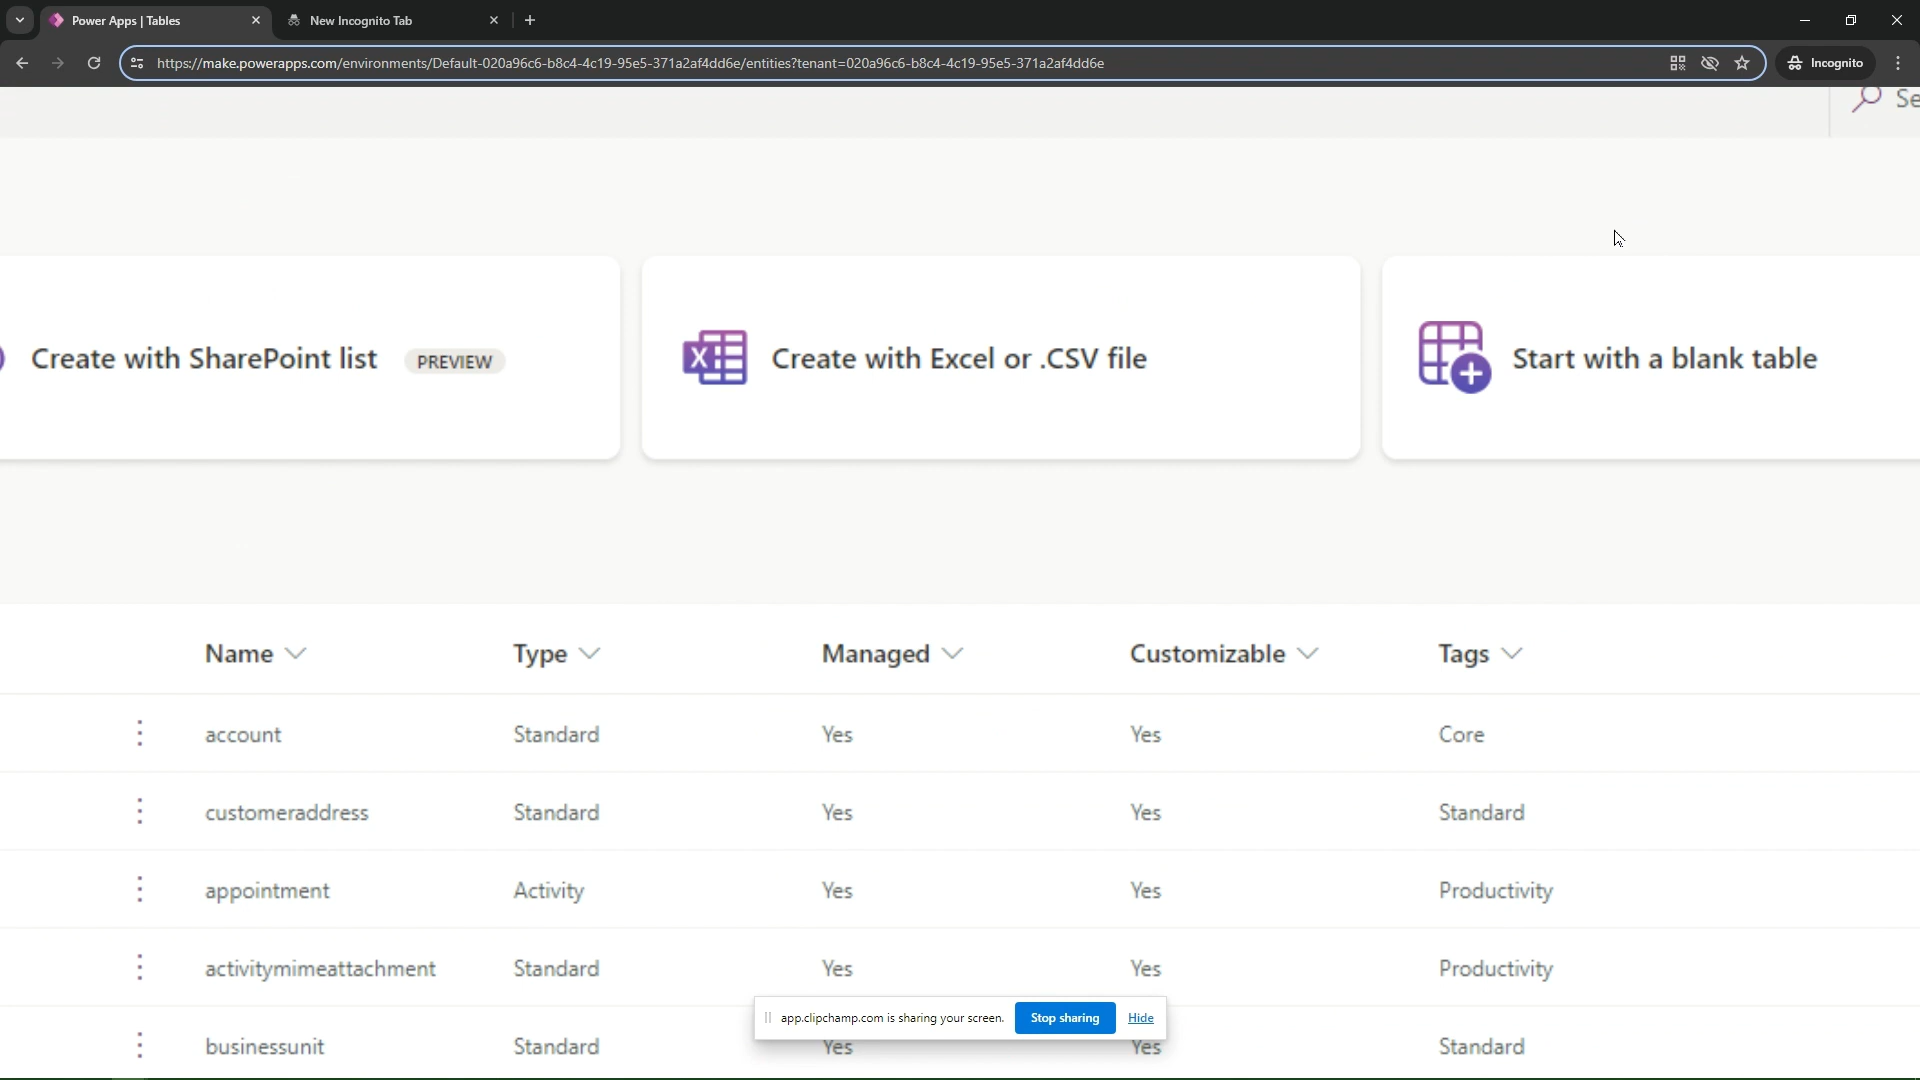 Power Apps | Tables
New Incognito Tab
https://make.powerapps.com/environments/Default-020a96c6-b8c4-4c19-95e5-371a2af4dd6e/entities?tenant=020a96c6-b8c4-4c19-95e5-371a2af4dd6e
Incognito
Se
Create with SharePoint list PREVIEW
Create with Excel or .CSV file
Start with a blank table
Name Type Managed Customizable Tags
account Standard Yes Yes Core
customeraddress Standard Yes Yes Standard
appointment Activity Yes Yes Productivity
activitymimeattachment Standard Yes Yes Productivity
app.clipchamp.com is sharing your screen. Stop sharing Hide
businessunit Standard Yes Yes Standard